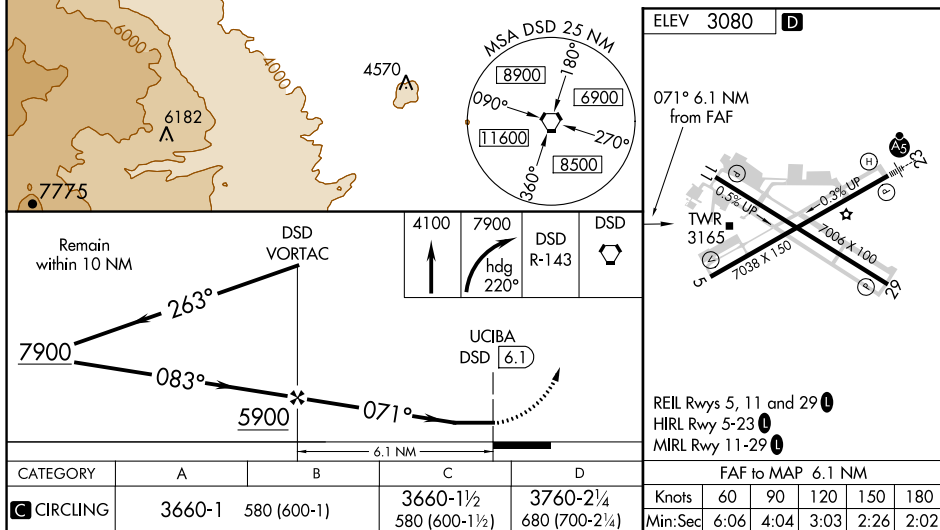 6000
4000
6182
7775
4570
MSA DSD 25 NM
8900
180°
6900
090°
270°
11600
8500
360°
ELEV 3080 D
071° 6.1 NM
from FAF
A5
H
23
11
P
0.3% UP
P
0.5% UP
TWR
3165
7006 X 100
V
7038 X 150
5
P
29
REIL Rwys 5, 11 and 29 L
HIRL Rwy 5-23 L
MIRL Rwy 11-29 L
Remain
within 10 NM
DSD
VORTAC
4100
7900
hdg
220°
DSD
R-143
DSD
263°
7900
083°
5900
071°
UCIBA
DSD 6.1
6.1 NM
CATEGORY A B C D
C CIRCLING 3660-1 580 (600-1) 3660-1½ 580 (600-1½) 3760-2¼ 680 (700-2¼)
FAF to MAP 6.1 NM
Knots 60 90 120 150 180
Min:Sec 6:06 4:04 3:03 2:26 2:02